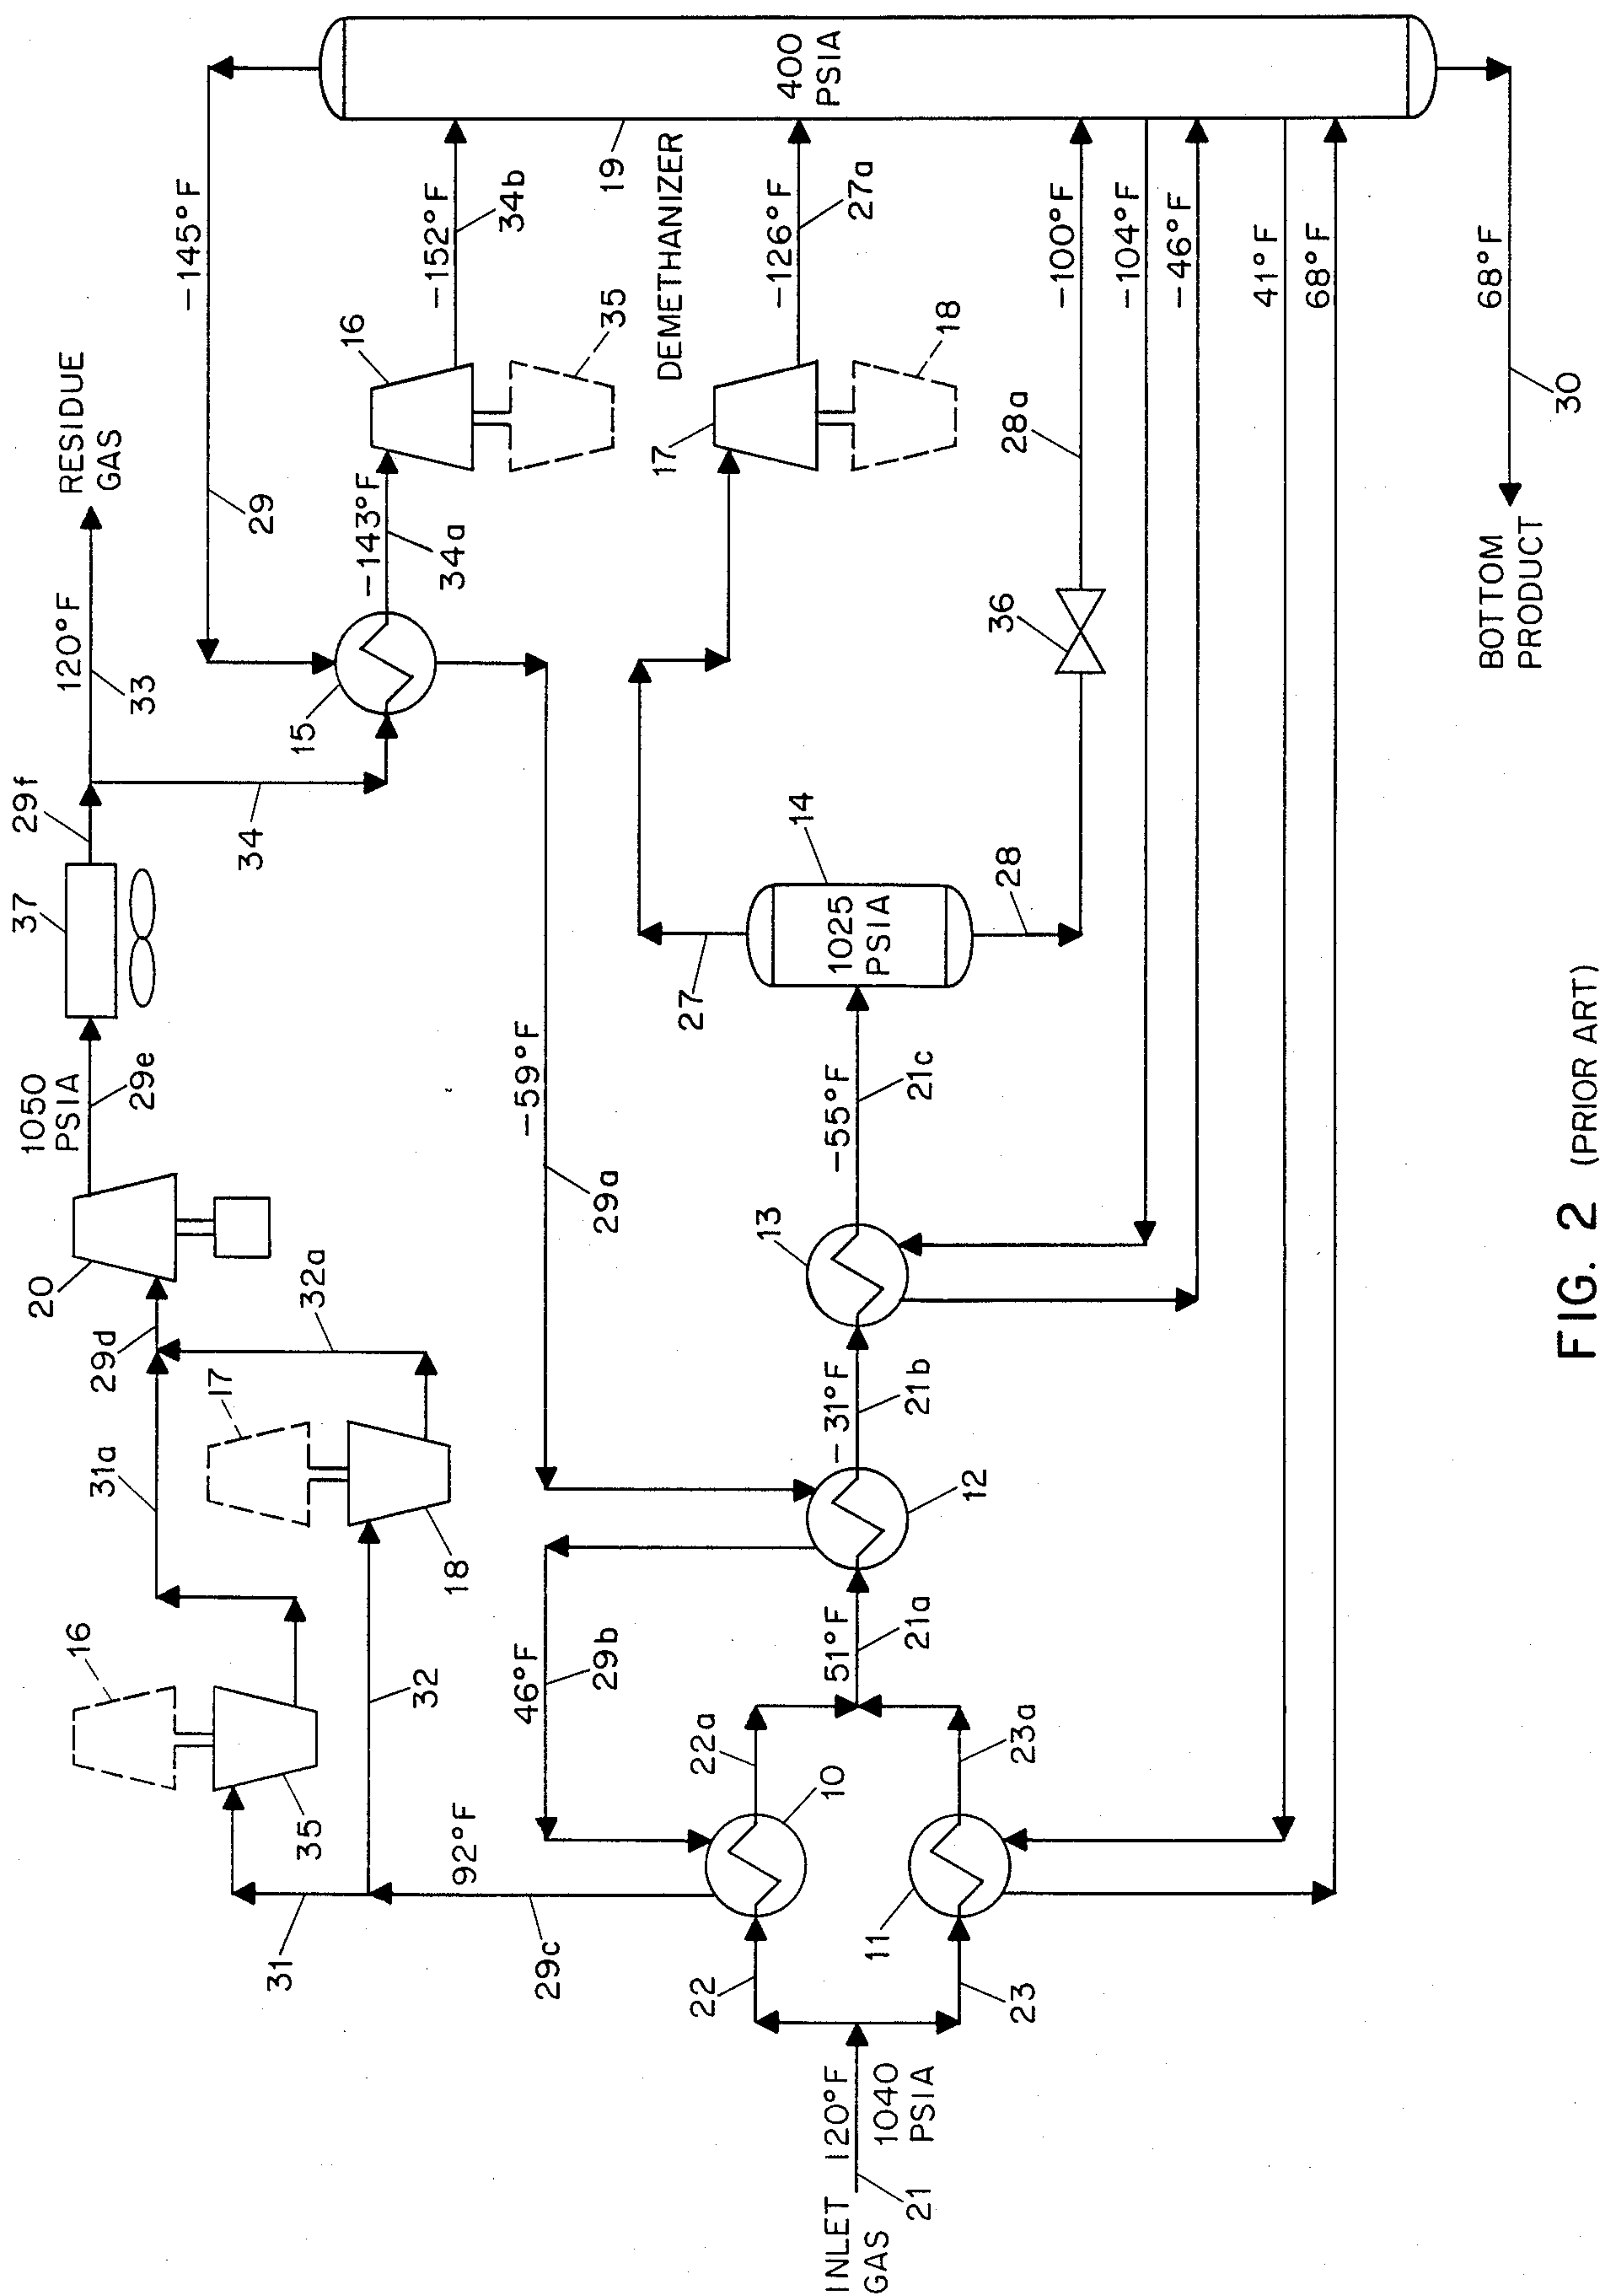 INLET
GAS
120°F
1040
PSIA
21
22
23
10
11
22a
23a
51°F
21a
12
-31°F
21b
13
-55°F
21c
14
1025
PSIA
27
28
36
28a
-100°F
-104°F
-46°F
41°F
68°F
17
18
-126°F
27a
DEMETHANIZER
19
400
PSIA
-145°F
29
15
34
-143°F
34a
16
35
-152°F
34b
-59°F
29a
46°F
29b
92°F
29c
31
32
35
16
31a
18
17
32a
29d
20
1050
PSIA
29e
37
29f
120°F
33
RESIDUE
GAS
68°F
30
BOTTOM
PRODUCT
FIG. 2 (PRIOR ART)